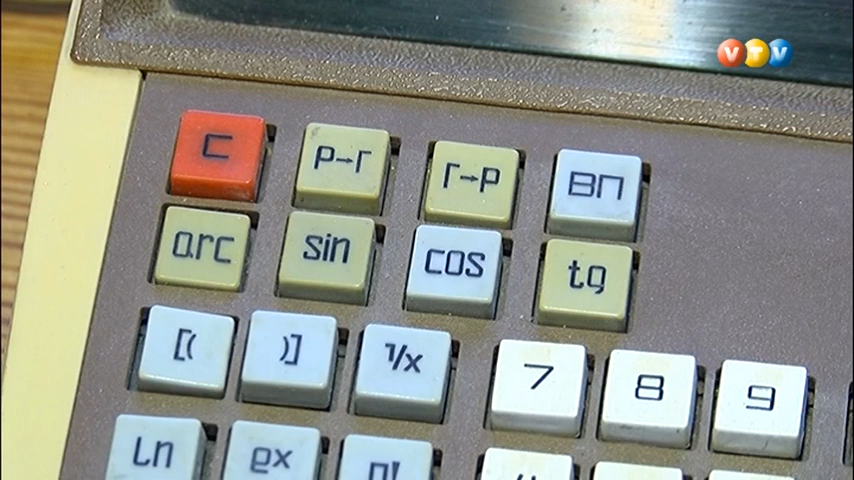 VTV
C P→Г Г→P ВП
arc sin cos tg
[( )] 1/x 7 8 9
Ln ex n!